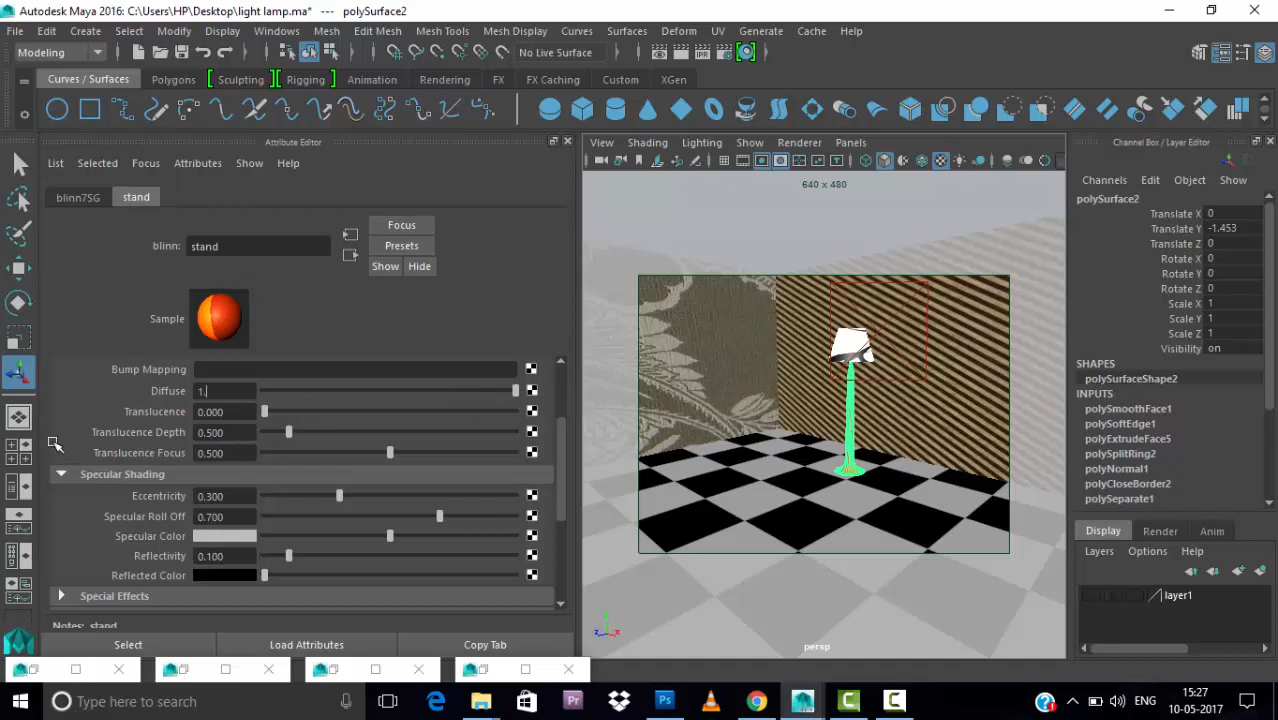 Autodesk Maya 2016: C:\Users\HP\Desktop\light lamp.ma*  ---  polySurface2
File Edit Create Select Modify Display Windows Mesh Edit Mesh Mesh Tools Mesh Display Curves Surfaces Deform UV Generate Cache Help
Modeling No Live Surface IPR
Curves / Surfaces Polygons Sculpting Rigging Animation Rendering FX FX Caching Custom XGen
Attribute Editor
List Selected Focus Attributes Show Help
blinn7SG stand
Focus
blinn: stand Presets
Show Hide
Sample
Bump Mapping
Diffuse 1.
Translucence 0.000
Translucence Depth 0.500
Translucence Focus 0.500
Specular Shading
Eccentricity 0.300
Specular Roll Off 0.700
Specular Color
Reflectivity 0.100
Reflected Color
Special Effects
Notes: stand
Select Load Attributes Copy Tab
View Shading Lighting Show Renderer Panels
640 x 480
persp
Channel Box / Layer Editor
Channels Edit Object Show
polySurface2
Translate X 0
Translate Y -1.453
Translate Z 0
Rotate X 0
Rotate Y 0
Rotate Z 0
Scale X 1
Scale Y 1
Scale Z 1
Visibility on
SHAPES
polySurfaceShape2
INPUTS
polySmoothFace1
polySoftEdge1
polyExtrudeFace5
polySplitRing2
polyNormal1
polyCloseBorder2
polySeparate1
Display Render Anim
Layers Options Help
layer1
Type here to search
ENG 15:27
10-05-2017